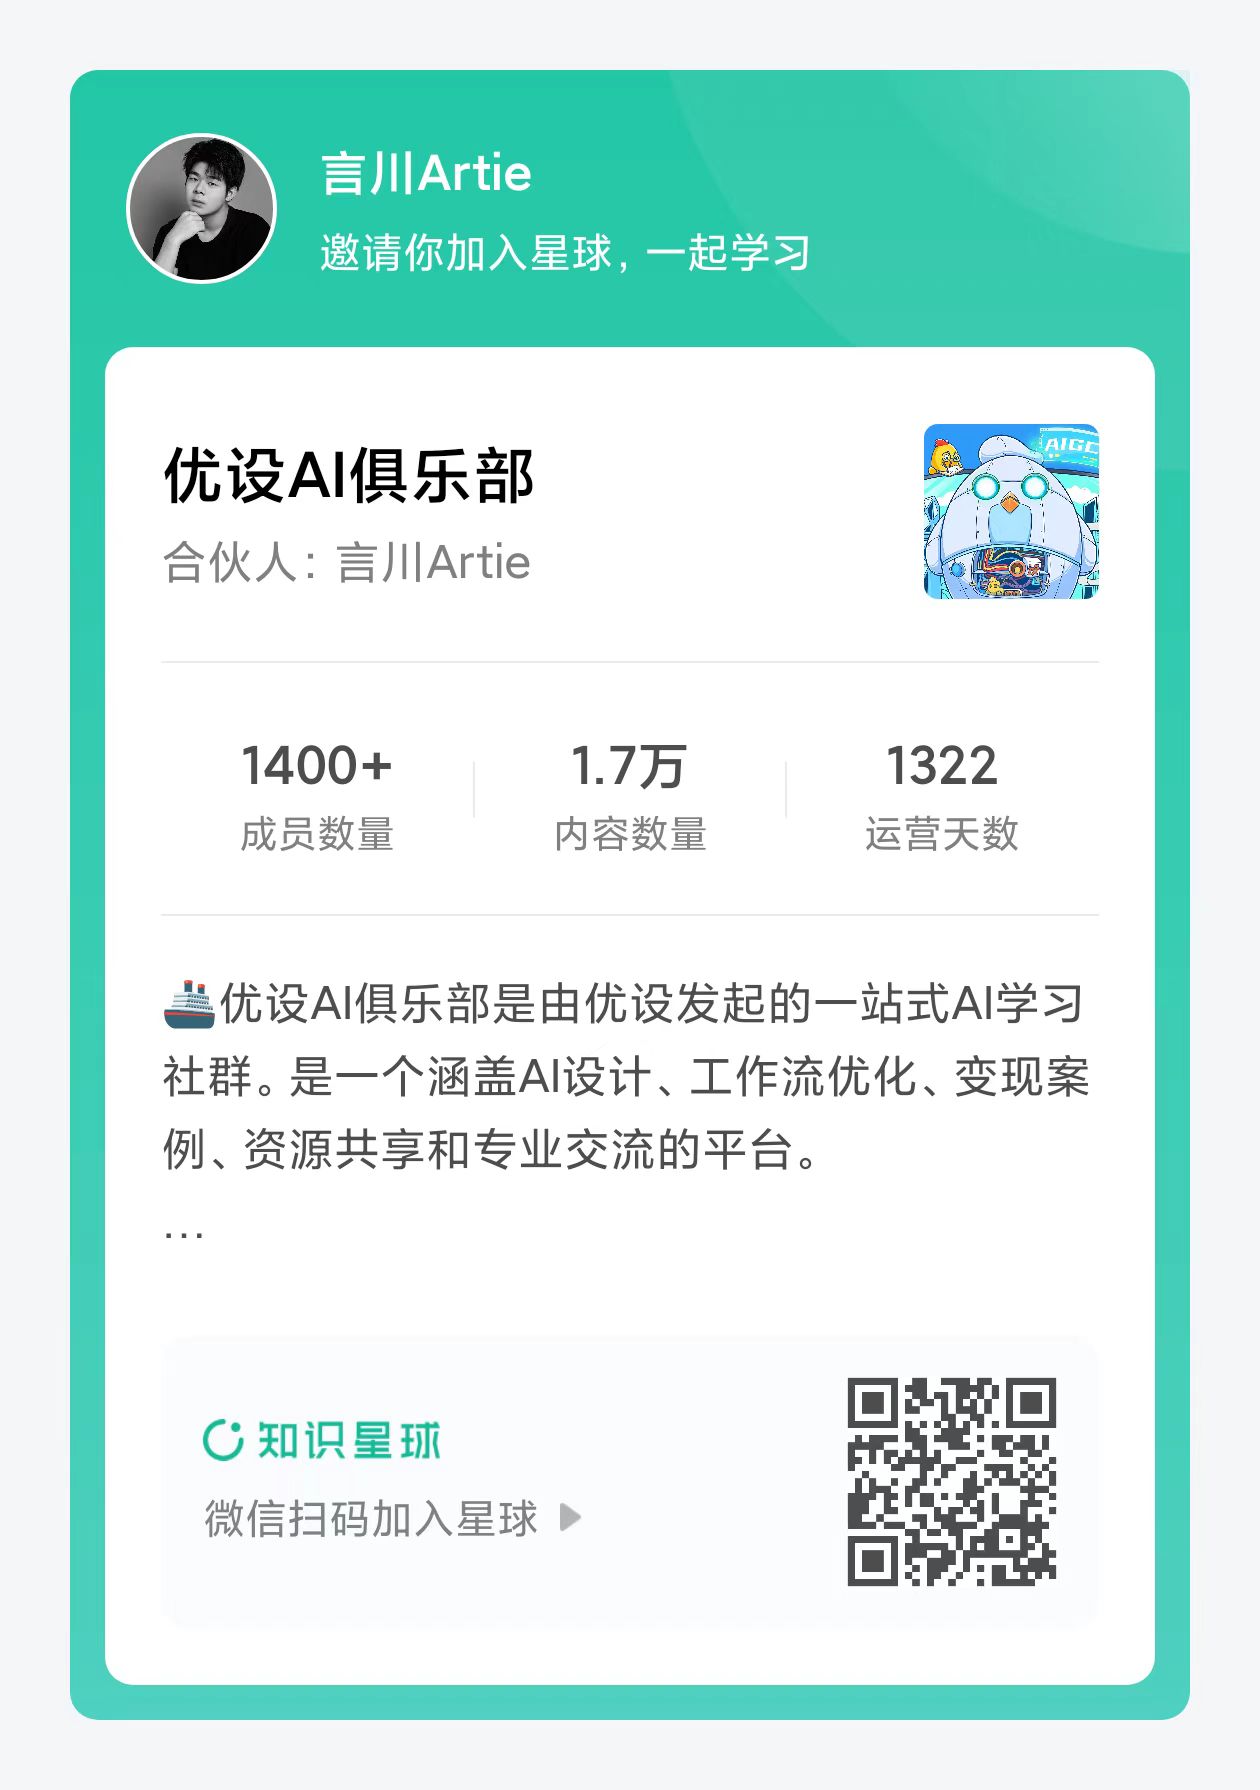 言川Artie
邀请你加入星球，一起学习
优设AI俱乐部
合伙人：言川Artie
AIGC
1400+
成员数量
1.7万
内容数量
1322
运营天数
🚢优设AI俱乐部是由优设发起的一站式AI学习
社群。是一个涵盖AI设计、工作流优化、变现案
例、资源共享和专业交流的平台。
...
知识星球
微信扫码加入星球